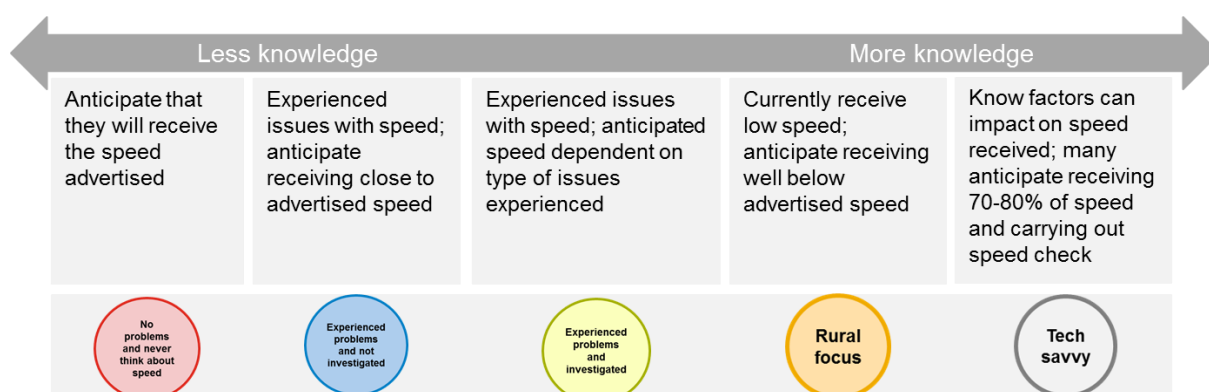 Less knowledge
More knowledge
Anticipate that
they will receive
the speed
advertised
Experienced
issues with speed;
anticipate
receiving close to
advertised speed
Experienced issues
with speed; anticipated
speed dependent on
type of issues
experienced
Currently receive
low speed;
anticipate receiving
well below
advertised speed
Know factors can
impact on speed
received; many
anticipate receiving
70-80% of speed
and carrying out
speed check
No
problems
and never
think about
speed
Experienced
problems
and not
investigated
Experienced
problems
and
investigated
Rural
focus
Tech
savvy